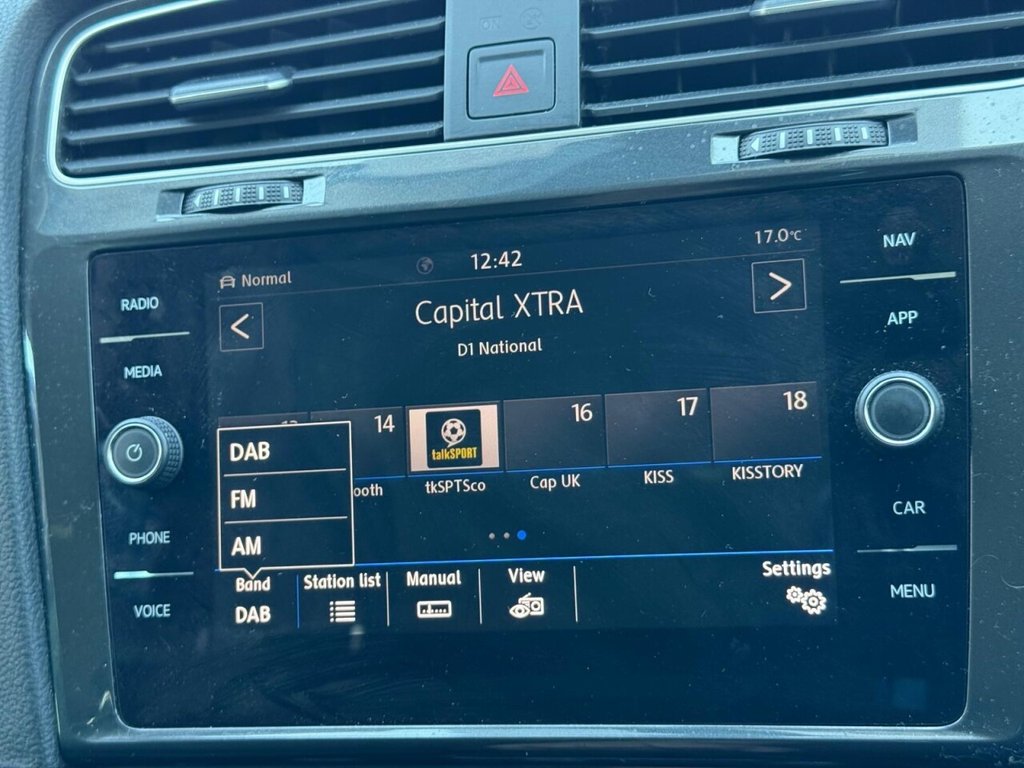 ON
12:42
17.0°C
Normal
Capital XTRA
D1 National
RADIO
MEDIA
PHONE
VOICE
NAV
APP
CAR
MENU
14
16
17
18
talkSPORT
ooth
tkSPTSco
Cap UK
KISS
KISSTORY
DAB
FM
AM
Band
DAB
Station list
Manual
View
Settings